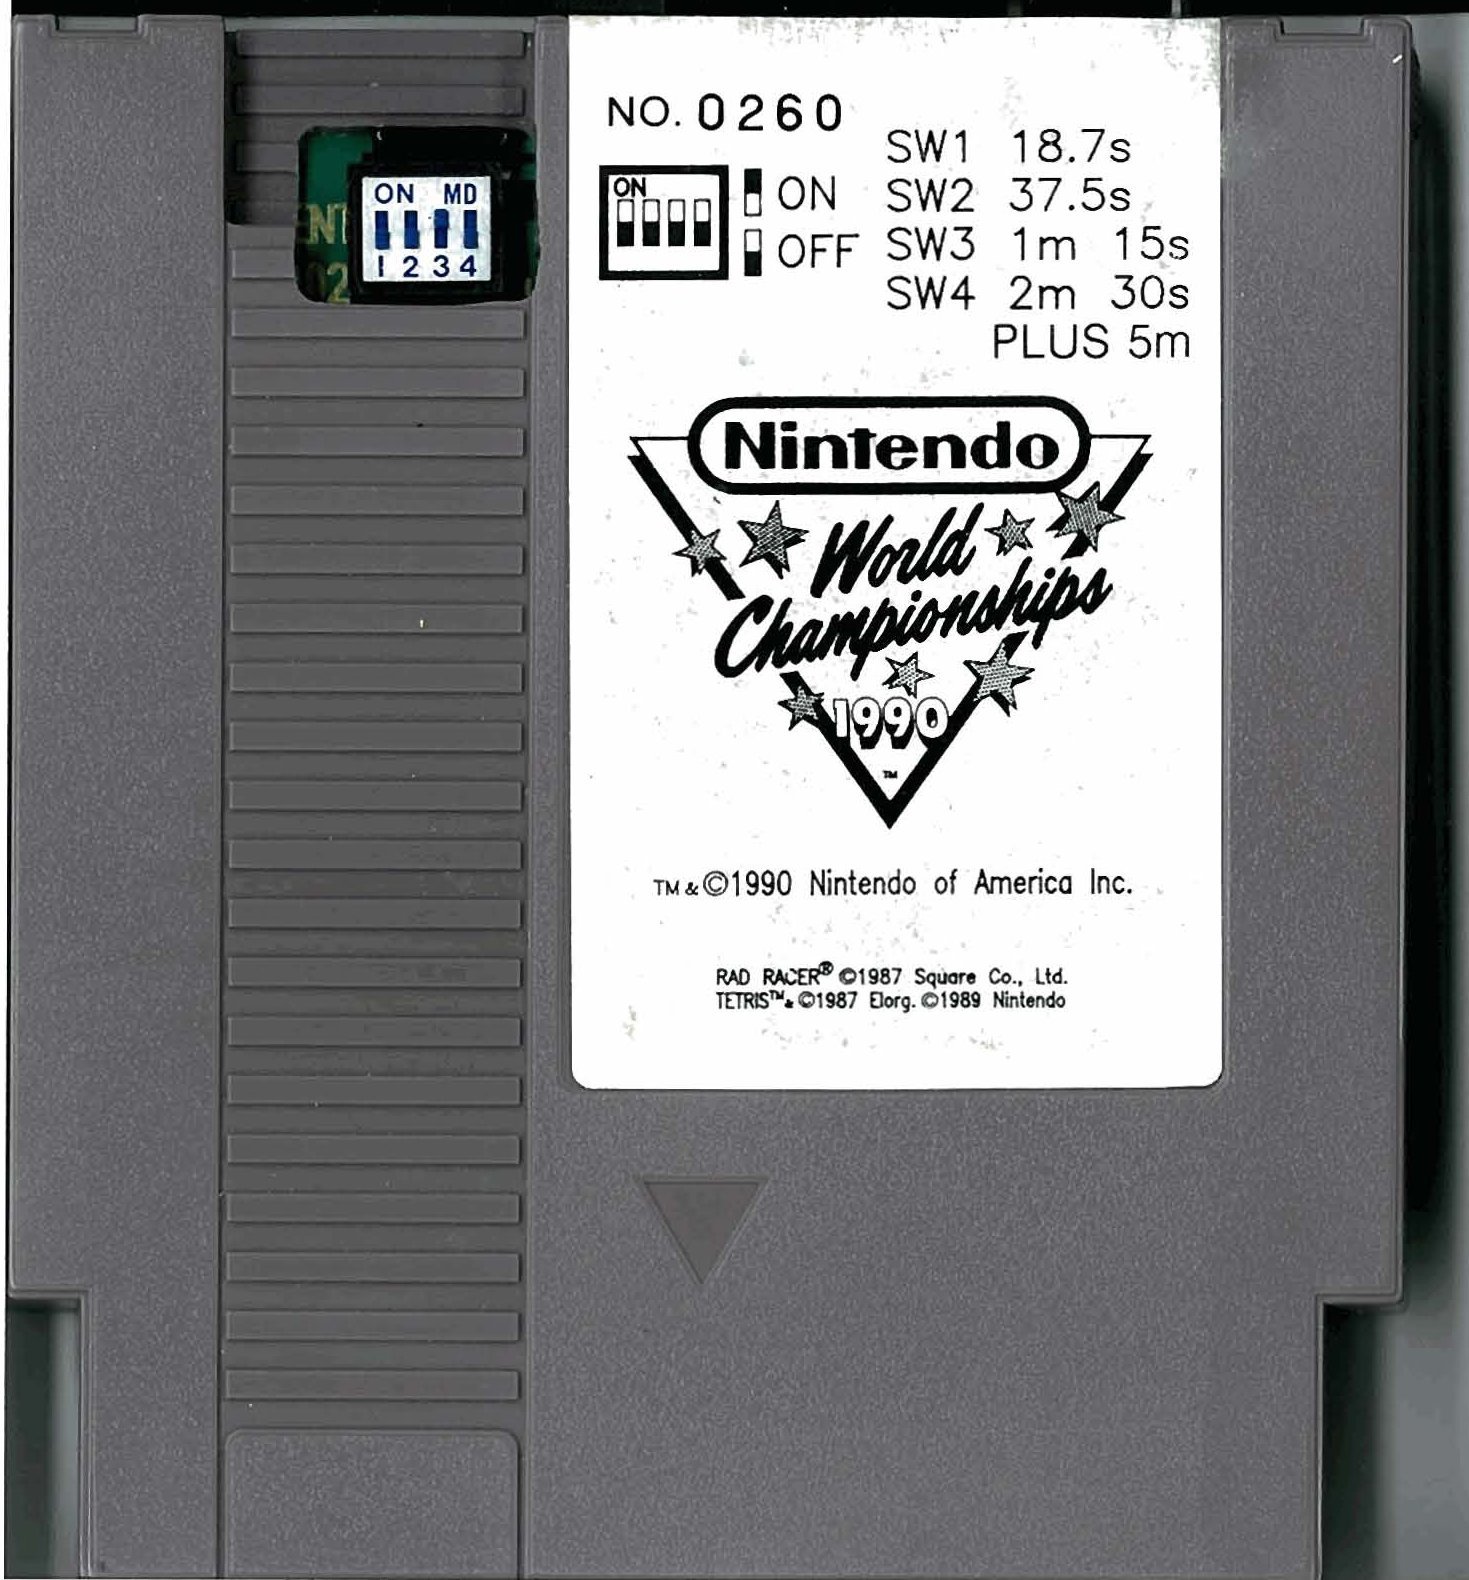 NO. 0260
SW1 18.7s
ON
ON
SW2 37.5s
OFF
SW3 1m 15s
SW4 2m 30s
PLUS 5m
ON MD
1 2 3 4
Nintendo
World
Championships
1990
TM
TM & ©1990 Nintendo of America Inc.
RAD RACER® ©1987 Square Co., Ltd.
TETRIS™ & ©1987 Elorg. ©1989 Nintendo